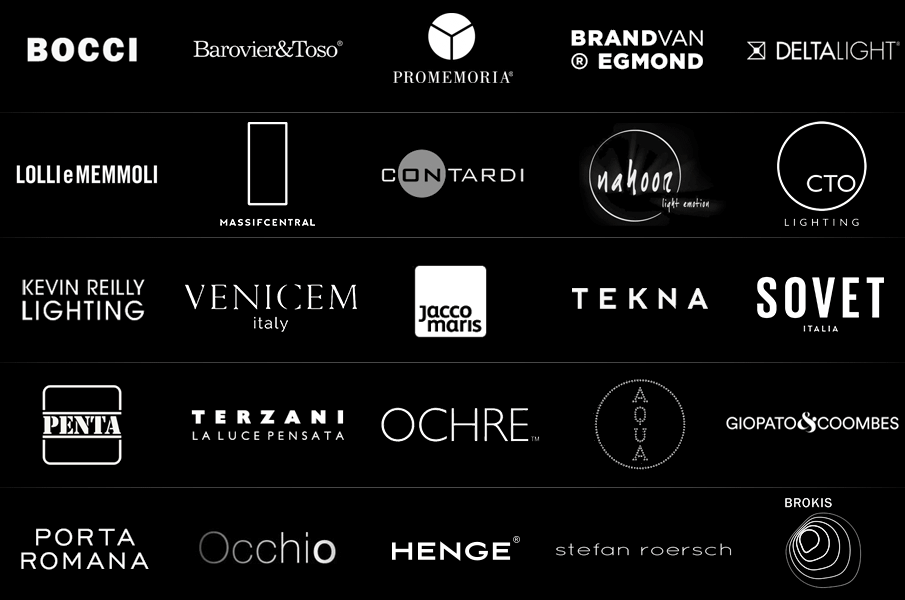 BOCCI
Barovier&Toso®
PROMEMORIA®
BRANDVAN
® EGMOND
DELTALIGHT®
LOLLI e MEMMOLI
MASSIFCENTRAL
CONTARDI
nahoor
light emotion
CTO
LIGHTING
KEVIN REILLY
LIGHTING
VENICEM
italy
jacco
maris
TEKNA
SOVET
ITALIA
PENTA
TERZANI
LA LUCE PENSATA
OCHRE™
AQUA
GIOPATO&COOMBES
PORTA
ROMANA
Occhio
HENGE®
stefan roersch
BROKIS